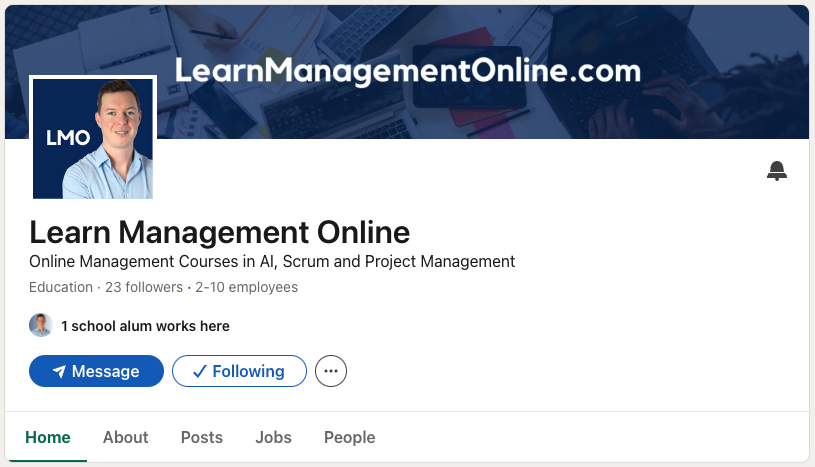 LearnManagementOnline.com
LMO
Learn Management Online
Online Management Courses in AI, Scrum and Project Management
Education · 23 followers · 2-10 employees
1 school alum works here
Message
Following
Home
About
Posts
Jobs
People